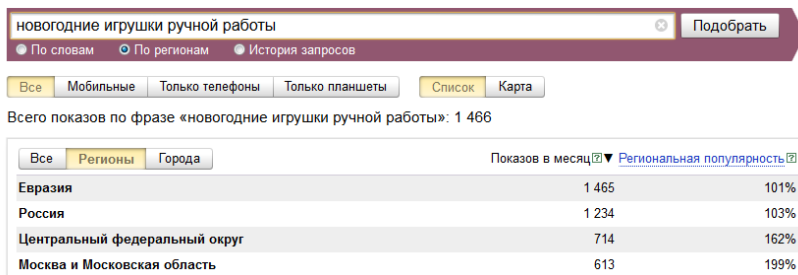 новогодние игрушки ручной работы Подобрать
По словам По регионам История запросов
Все Мобильные Только телефоны Только планшеты Список Карта
Всего показов по фразе «новогодние игрушки ручной работы»: 1 466
Все Регионы Города Показов в месяц ? ▼ Региональная популярность ?
Евразия 1 465 101%
Россия 1 234 103%
Центральный федеральный округ 714 162%
Москва и Московская область 613 199%